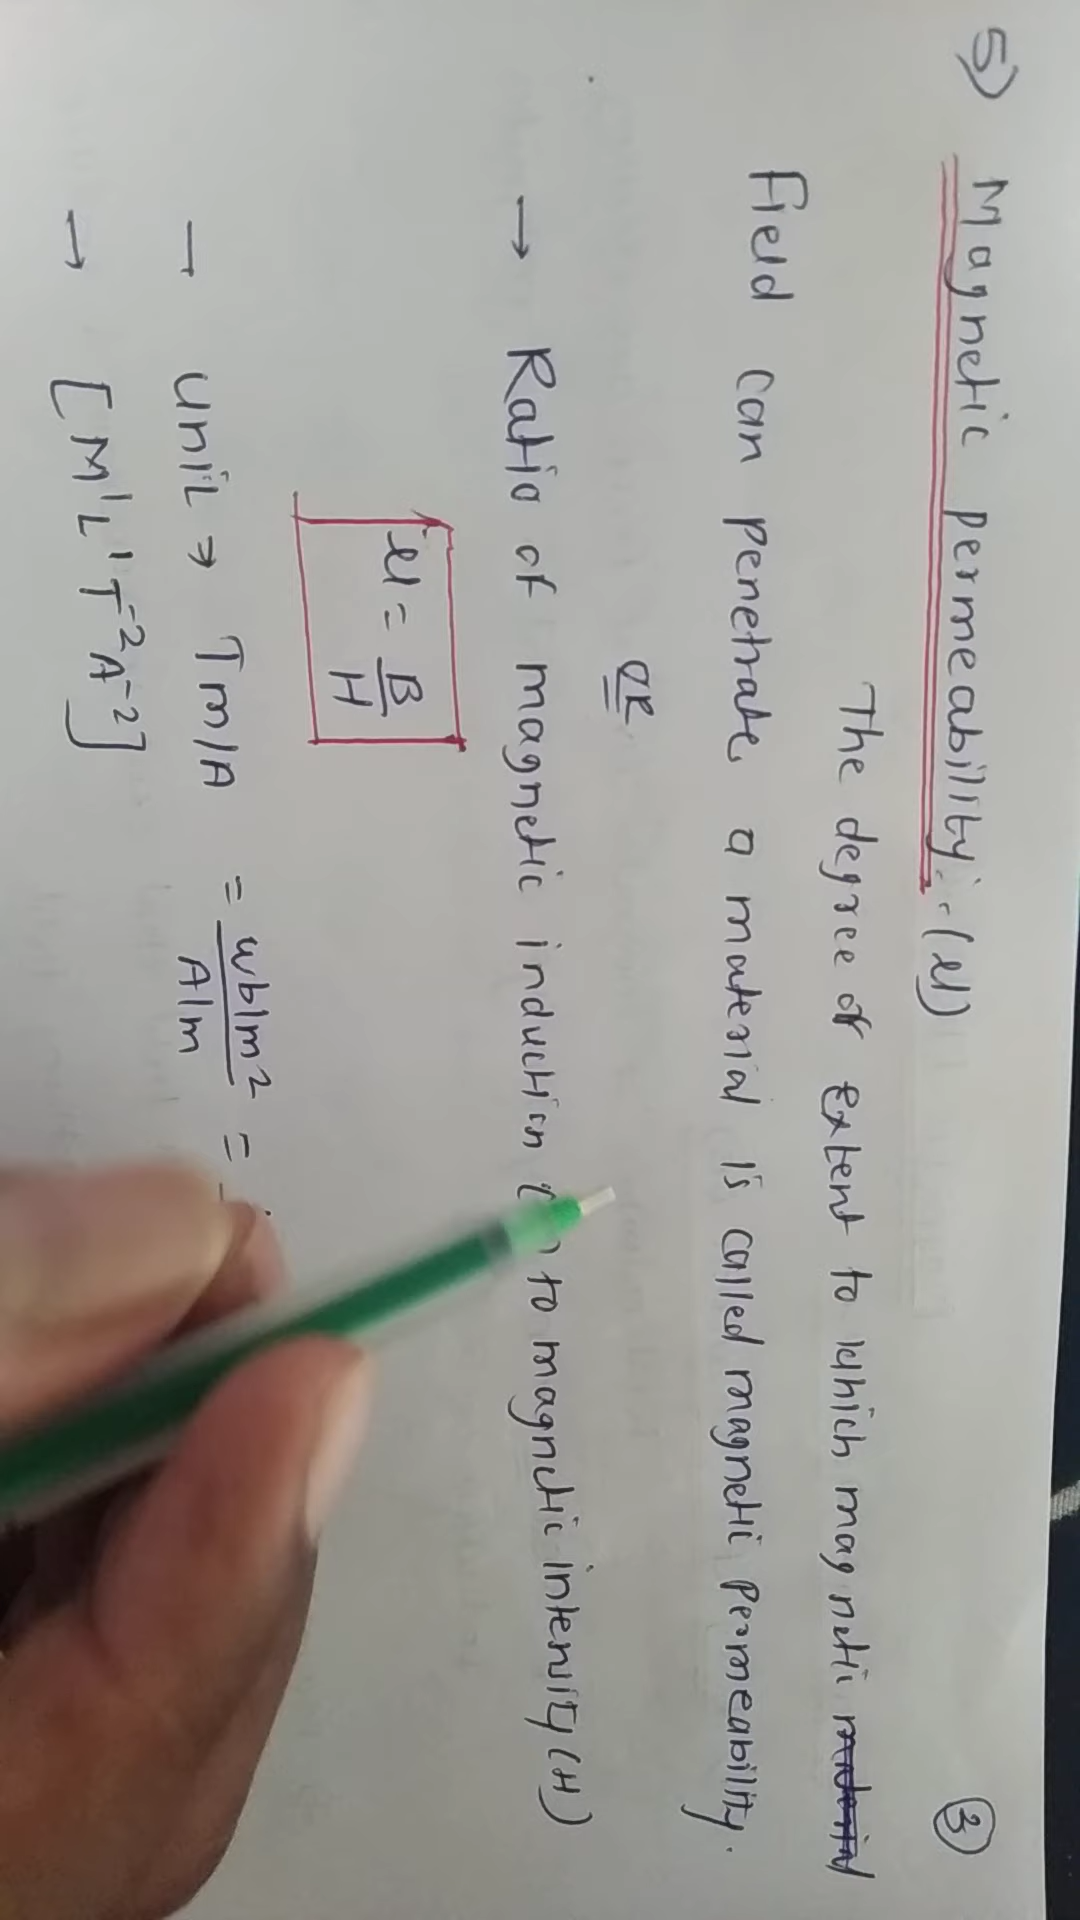 ③
5) Magnetic permeability :- (μ)
The degree or extent to which magnetic
Field can penetrate a material is called magnetic permeability.
OR
→ Ratio of magnetic induction to magnetic intensity (H)
μ = B/H
→ Unit → Tm/A = wb/m² / A/m =
→ [M¹L¹T⁻²A⁻²]